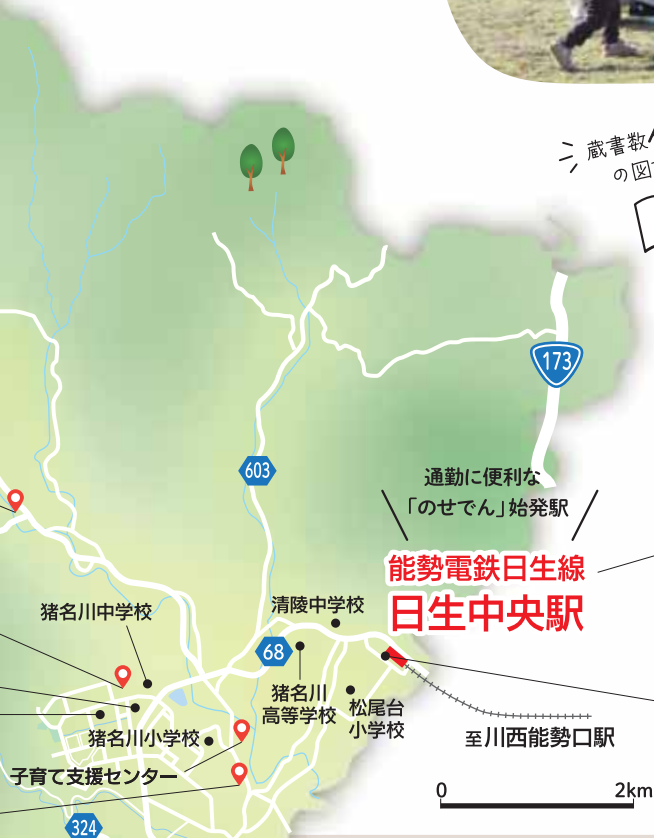 蔵書数
の図
173
603
通勤に便利な
「のせでん」始発駅
能勢電鉄日生線
日生中央駅
猪名川中学校
清陵中学校
68
猪名川
高等学校
松尾台
小学校
猪名川小学校
至川西能勢口駅
子育て支援センター
324
0
2km